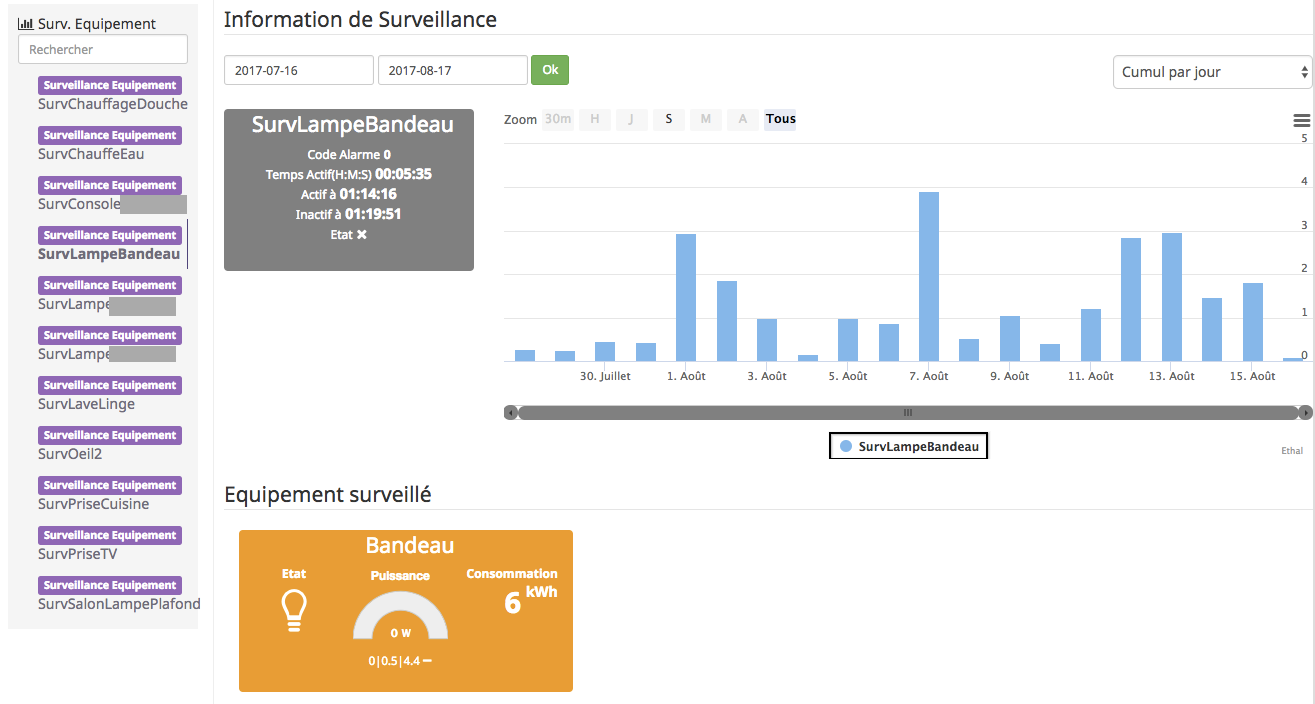 Surv. Equipement
Rechercher
Surveillance Equipement
SurvChauffageDouche
Surveillance Equipement
SurvChauffeEau
Surveillance Equipement
SurvConsole
Surveillance Equipement
SurvLampeBandeau
Surveillance Equipement
SurvLampe
Surveillance Equipement
SurvLampe
Surveillance Equipement
SurvLaveLinge
Surveillance Equipement
SurvOeil2
Surveillance Equipement
SurvPriseCuisine
Surveillance Equipement
SurvPriseTV
Surveillance Equipement
SurvSalonLampePlafond
Information de Surveillance
2017-07-16 2017-08-17 Ok Cumul par jour
SurvLampeBandeau
Code Alarme 0
Temps Actif(H:M:S) 00:05:35
Actif à 01:14:16
Inactif à 01:19:51
Etat ✖
Zoom 30m H J S M A Tous
5
4
3
2
1
0
30. Juillet 1. Août 3. Août 5. Août 7. Août 9. Août 11. Août 13. Août 15. Août
SurvLampeBandeau
Ethal
Equipement surveillé
Bandeau
Etat Puissance Consommation
6 kWh
0 W
0|0.5|4.4 −